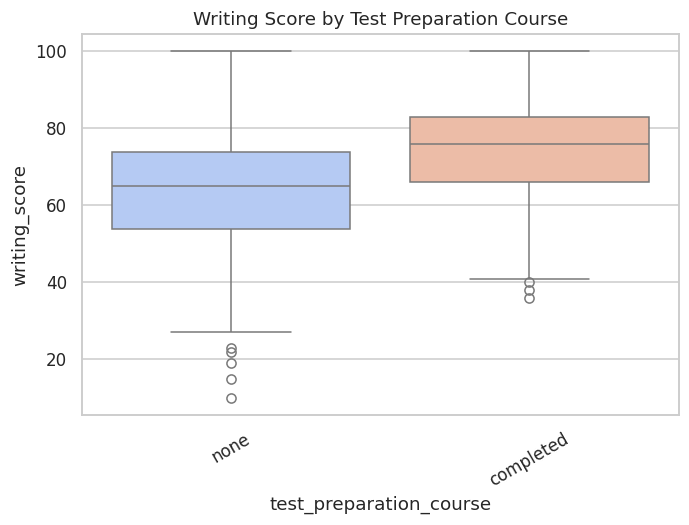 Writing Score by Test Preparation Course
writing_score
100
80
60
40
20
none
completed
test_preparation_course